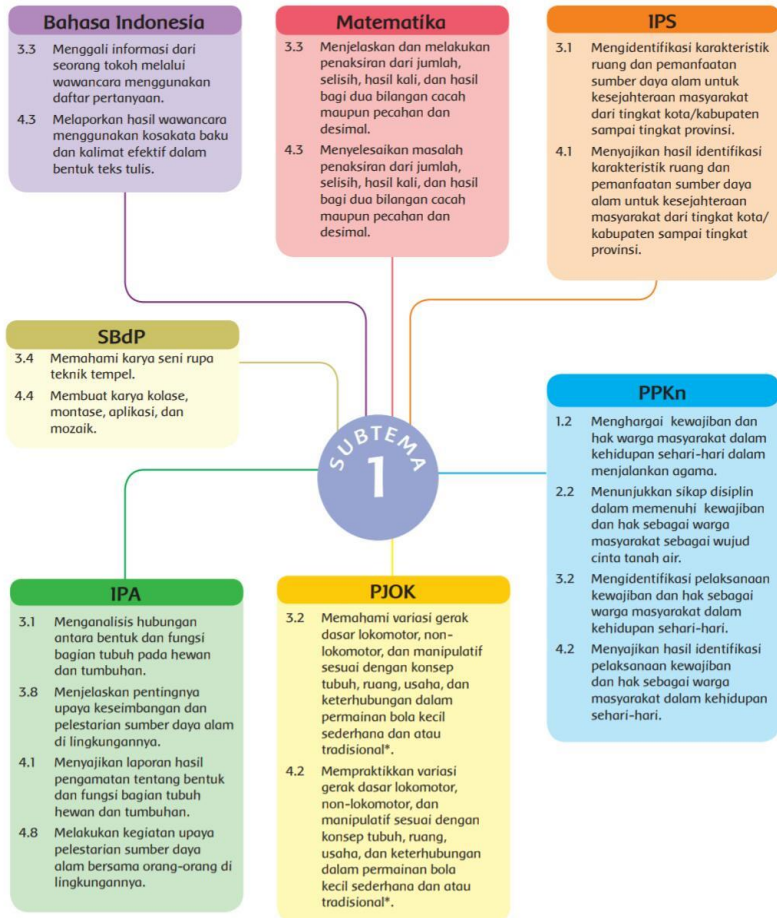 Bahasa Indonesia
3.3 Menggali informasi dari
seorang tokoh melalui
wawancara menggunakan
daftar pertanyaan.
4.3 Melaporkan hasil wawancara
menggunakan kosakata baku
dan kalimat efektif dalam
bentuk teks tulis.
Matematika
3.3 Menjelaskan dan melakukan
penaksiran dari jumlah,
selisih, hasil kali, dan hasil
bagi dua bilangan cacah
maupun pecahan dan
desimal.
4.3 Menyelesaikan masalah
penaksiran dari jumlah,
selisih, hasil kali, dan hasil
bagi dua bilangan cacah
maupun pecahan dan
desimal.
IPS
3.1 Mengidentifikasi karakteristik
ruang dan pemanfaatan
sumber daya alam untuk
kesejahteraan masyarakat
dari tingkat kota/kabupaten
sampai tingkat provinsi.
4.1 Menyajikan hasil identifikasi
karakteristik ruang dan
pemanfaatan sumber daya
alam untuk kesejahteraan
masyarakat dari tingkat kota/
kabupaten sampai tingkat
provinsi.
SBdP
3.4 Memahami karya seni rupa
teknik tempel.
4.4 Membuat karya kolase,
montase, aplikasi, dan
mozaik.
SUBTEMA
1
PPKn
1.2 Menghargai kewajiban dan
hak warga masyarakat dalam
kehidupan sehari-hari dalam
menjalankan agama.
2.2 Menunjukkan sikap disiplin
dalam memenuhi kewajiban
dan hak sebagai warga
masyarakat sebagai wujud
cinta tanah air.
3.2 Mengidentifikasi pelaksanaan
kewajiban dan hak sebagai
warga masyarakat dalam
kehidupan sehari-hari.
4.2 Menyajikan hasil identifikasi
pelaksanaan kewajiban
dan hak sebagai warga
masyarakat dalam kehidupan
sehari-hari.
IPA
3.1 Menganalisis hubungan
antara bentuk dan fungsi
bagian tubuh pada hewan
dan tumbuhan.
3.8 Menjelaskan pentingnya
upaya keseimbangan dan
pelestarian sumber daya alam
di lingkungannya.
4.1 Menyajikan laporan hasil
pengamatan tentang bentuk
dan fungsi bagian tubuh
hewan dan tumbuhan.
4.8 Melakukan kegiatan upaya
pelestarian sumber daya
alam bersama orang-orang di
lingkungannya.
PJOK
3.2 Memahami variasi gerak
dasar lokomotor, non-
lokomotor, dan manipulatif
sesuai dengan konsep
tubuh, ruang, usaha, dan
keterhubungan dalam
permainan bola kecil
sederhana dan atau
tradisional*.
4.2 Mempraktikkan variasi
gerak dasar lokomotor,
non-lokomotor, dan
manipulatif sesuai dengan
konsep tubuh, ruang,
usaha, dan keterhubungan
dalam permainan bola
kecil sederhana dan atau
tradisional*.